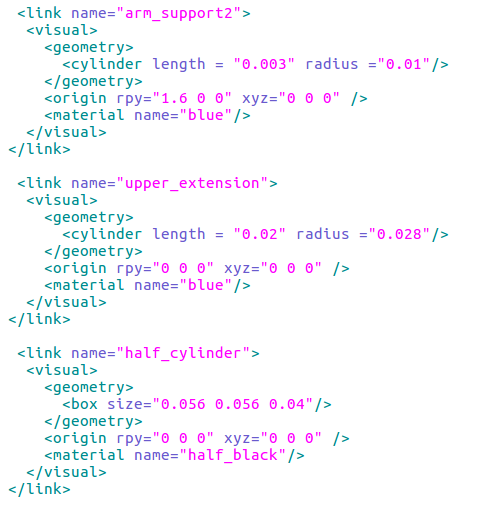 <link name="arm_support2">
<visual>
<geometry>
<cylinder length = "0.003" radius ="0.01"/>
</geometry>
<origin rpy="1.6 0 0" xyz="0 0 0" />
<material name="blue"/>
</visual>
</link>
<link name="upper_extension">
<visual>
<geometry>
<cylinder length = "0.02" radius ="0.028"/>
</geometry>
<origin rpy="0 0 0" xyz="0 0 0" />
<material name="blue"/>
</visual>
</link>
<link name="half_cylinder">
<visual>
<geometry>
<box size="0.056 0.056 0.04"/>
</geometry>
<origin rpy="0 0 0" xyz="0 0 0" />
<material name="half_black"/>
</visual>
</link>